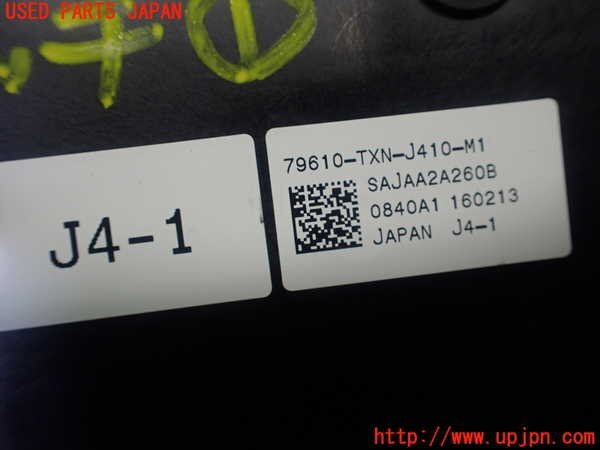 USED PARTS JAPAN
J4-1
79610-TXN-J410-M1
SAJAA2A260B
0840A1 160213
JAPAN J4-1
http://www.upjpn.com/